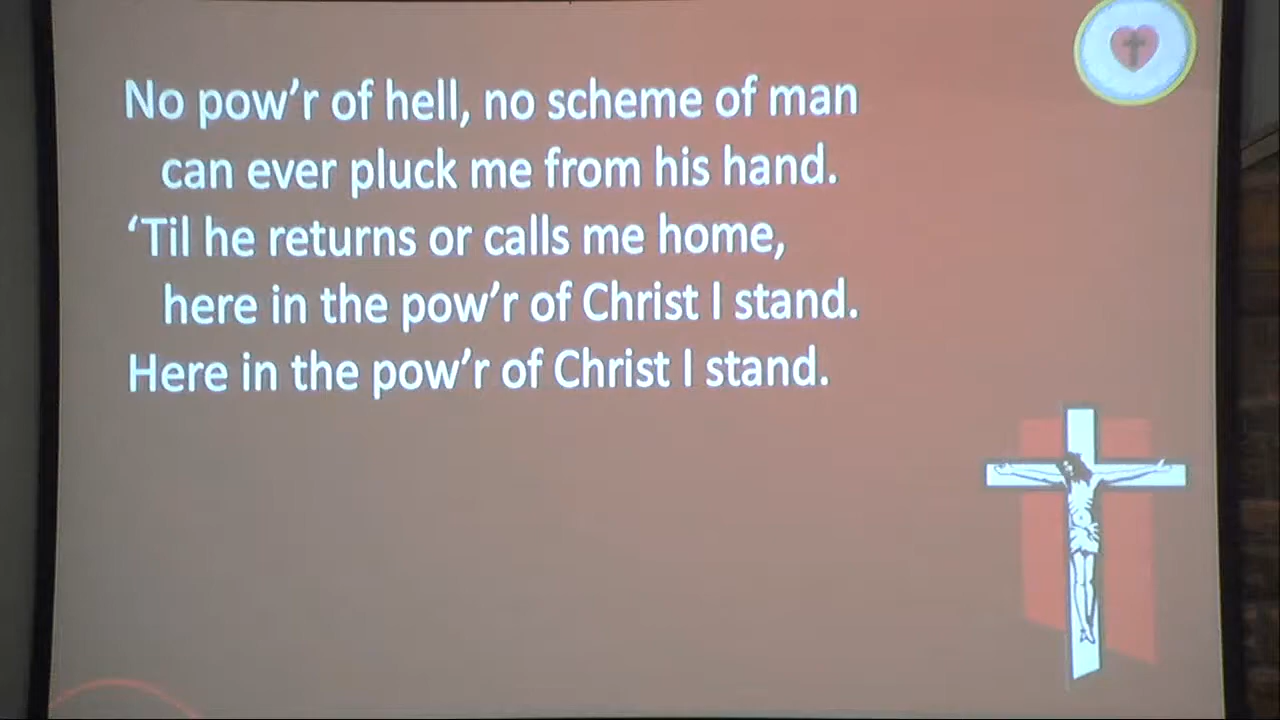 No pow’r of hell, no scheme of man
can ever pluck me from his hand.
‘Til he returns or calls me home,
here in the pow’r of Christ I stand.
Here in the pow’r of Christ I stand.